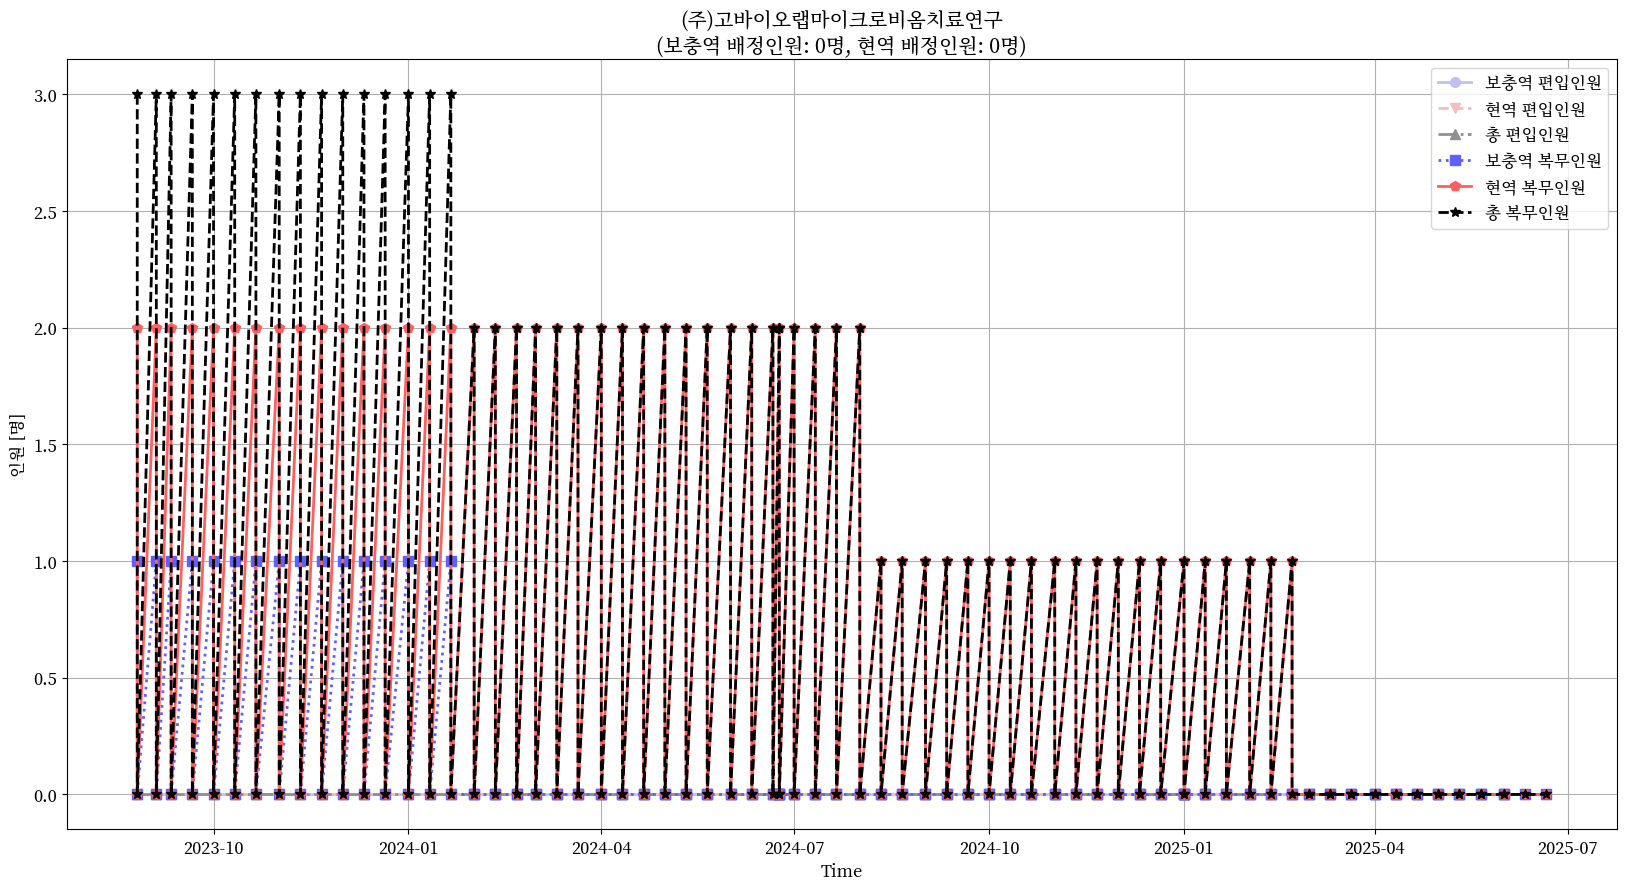 (주)고바이오랩마이크로비옴치료연구
(보충역 배정인원: 0명, 현역 배정인원: 0명)
보충역 편입인원
현역 편입인원
총 편입인원
보충역 복무인원
현역 복무인원
총 복무인원
인원 [명]
3.0
2.5
2.0
1.5
1.0
0.5
0.0
2023-10
2024-01
2024-04
2024-07
2024-10
2025-01
2025-04
2025-07
Time